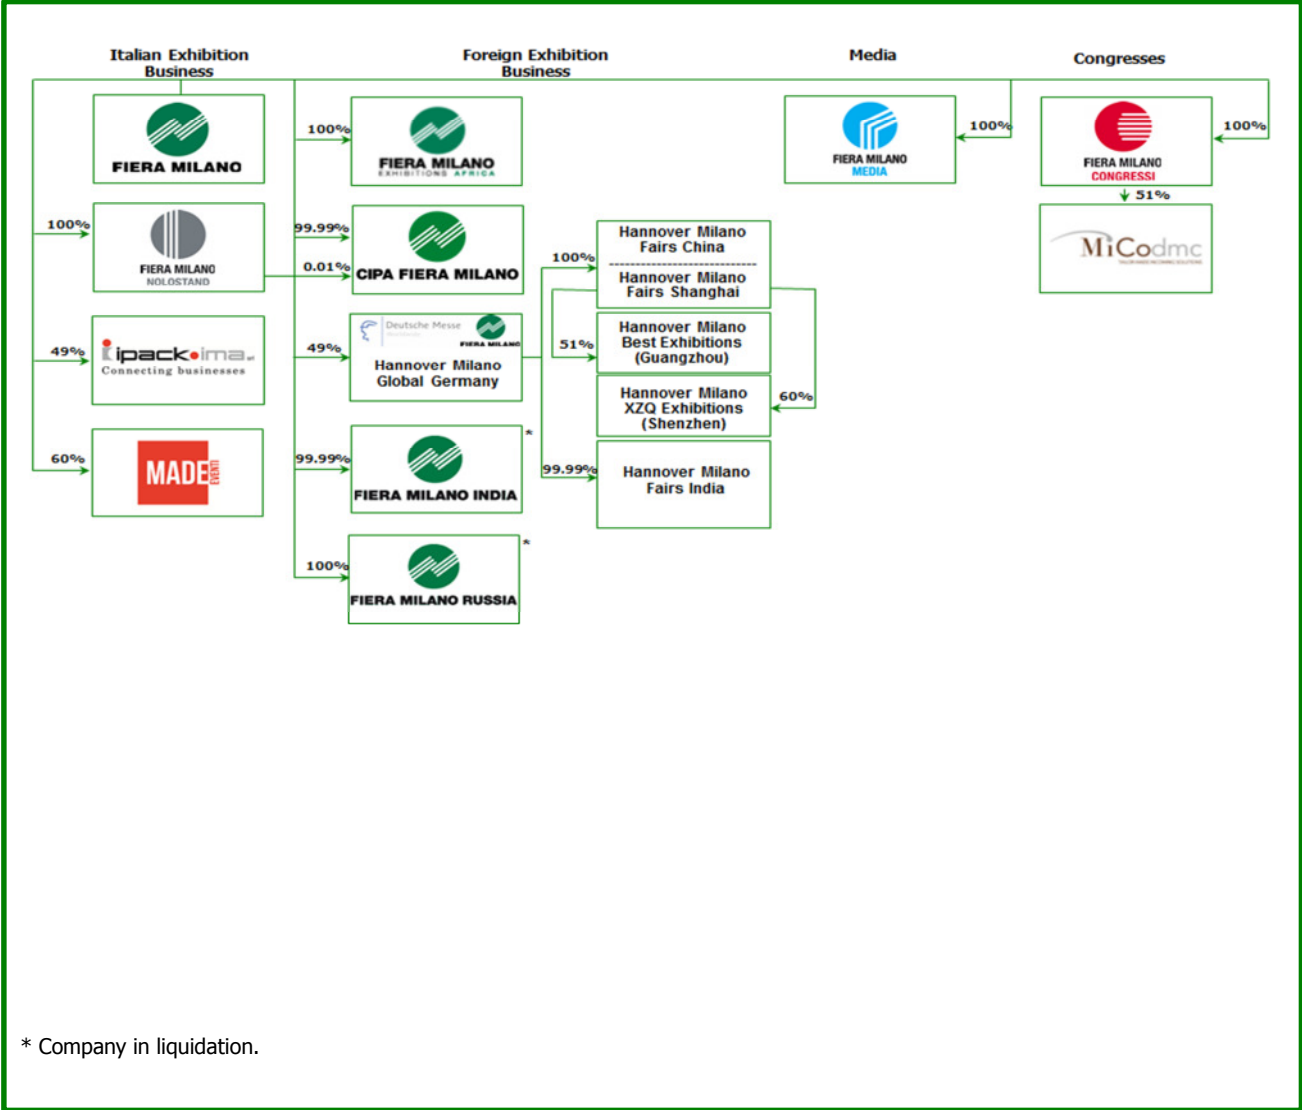 Italian Exhibition
Business
Foreign Exhibition
Business
Media
Congresses
FIERA MILANO
100%
FIERA MILANO
NOLOSTAND
49%
ipack-ima
Connecting businesses
60%
MADE
EVENTI
100%
FIERA MILANO
EXHIBITIONS AFRICA
99.99%
0.01%
CIPA FIERA MILANO
49%
Deutsche Messe
FIERA MILANO
Hannover Milano
Global Germany
99.99%
*
FIERA MILANO INDIA
100%
*
FIERA MILANO RUSSIA
100%
Hannover Milano
Fairs China
Hannover Milano
Fairs Shanghai
51%
Hannover Milano
Best Exhibitions
(Guangzhou)
60%
Hannover Milano
XZQ Exhibitions
(Shenzhen)
99.99%
Hannover Milano
Fairs India
100%
FIERA MILANO
MEDIA
100%
FIERA MILANO
CONGRESSI
51%
MiCodmc
* Company in liquidation.